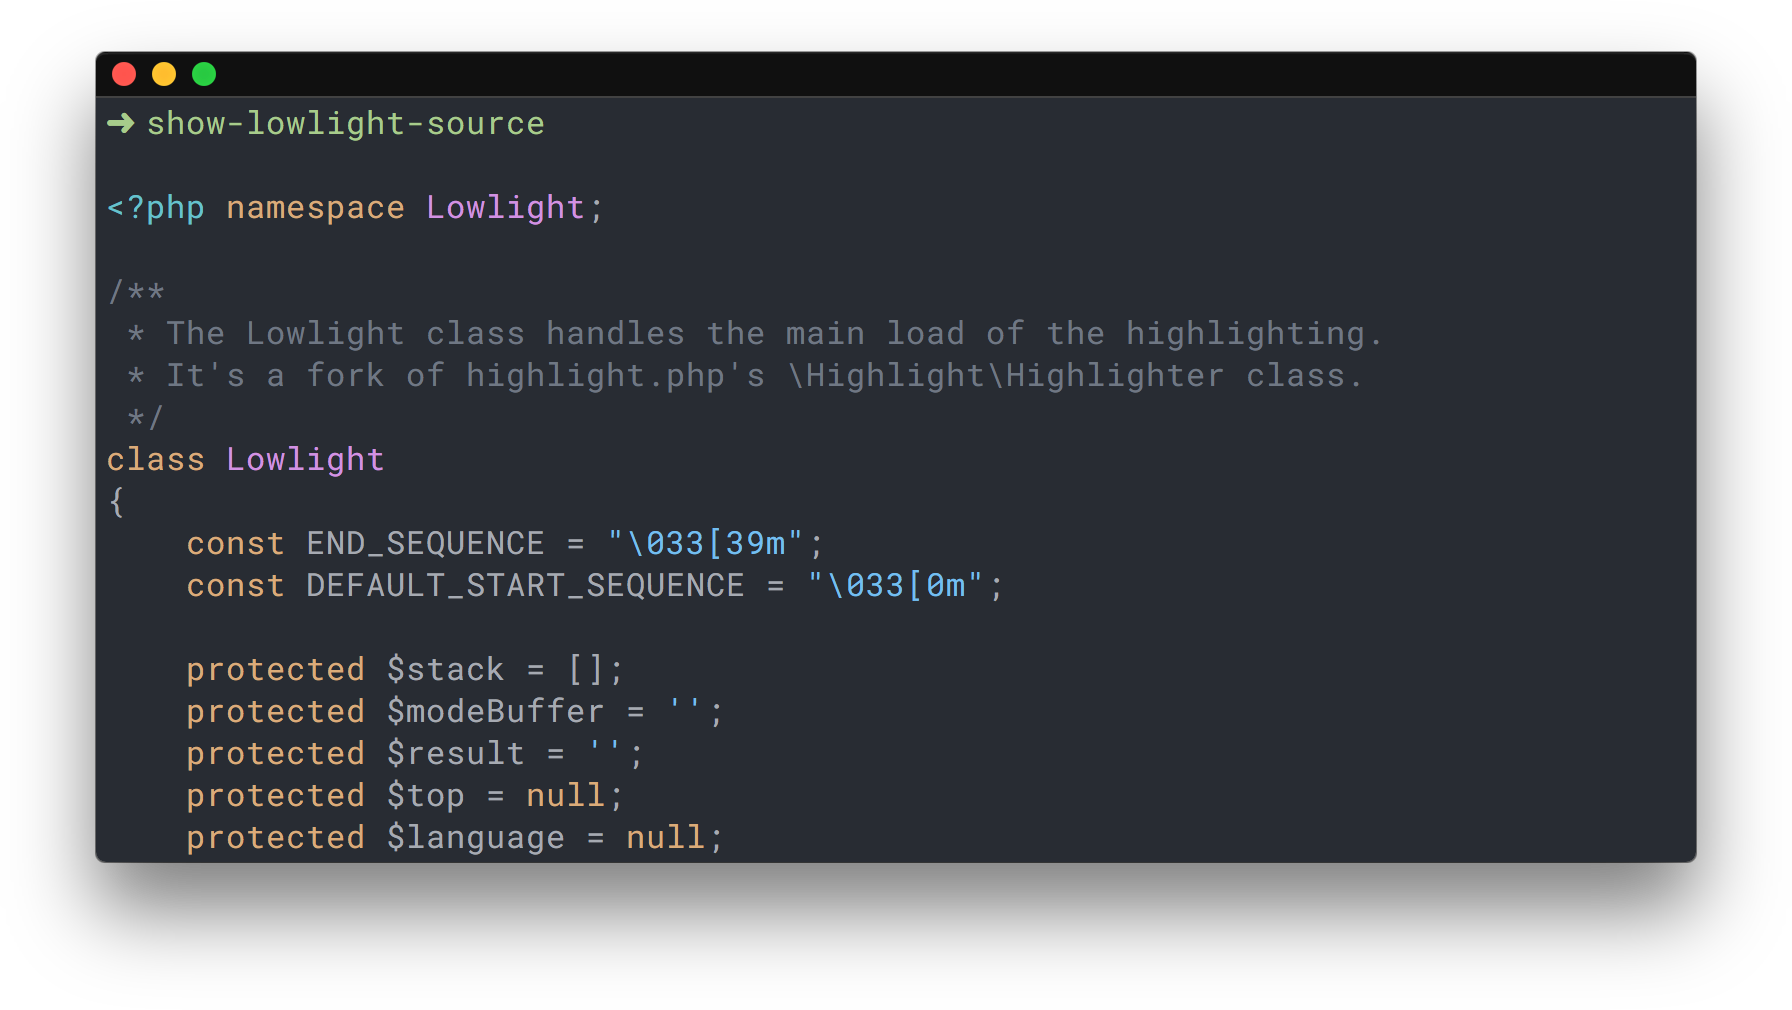 ➜ show-lowlight-source
<?php namespace Lowlight;
/**
 * The Lowlight class handles the main load of the highlighting.
 * It's a fork of highlight.php's \Highlight\Highlighter class.
 */
class Lowlight
{
    const END_SEQUENCE = "\033[39m";
    const DEFAULT_START_SEQUENCE = "\033[0m";
    protected $stack = [];
    protected $modeBuffer = '';
    protected $result = '';
    protected $top = null;
    protected $language = null;